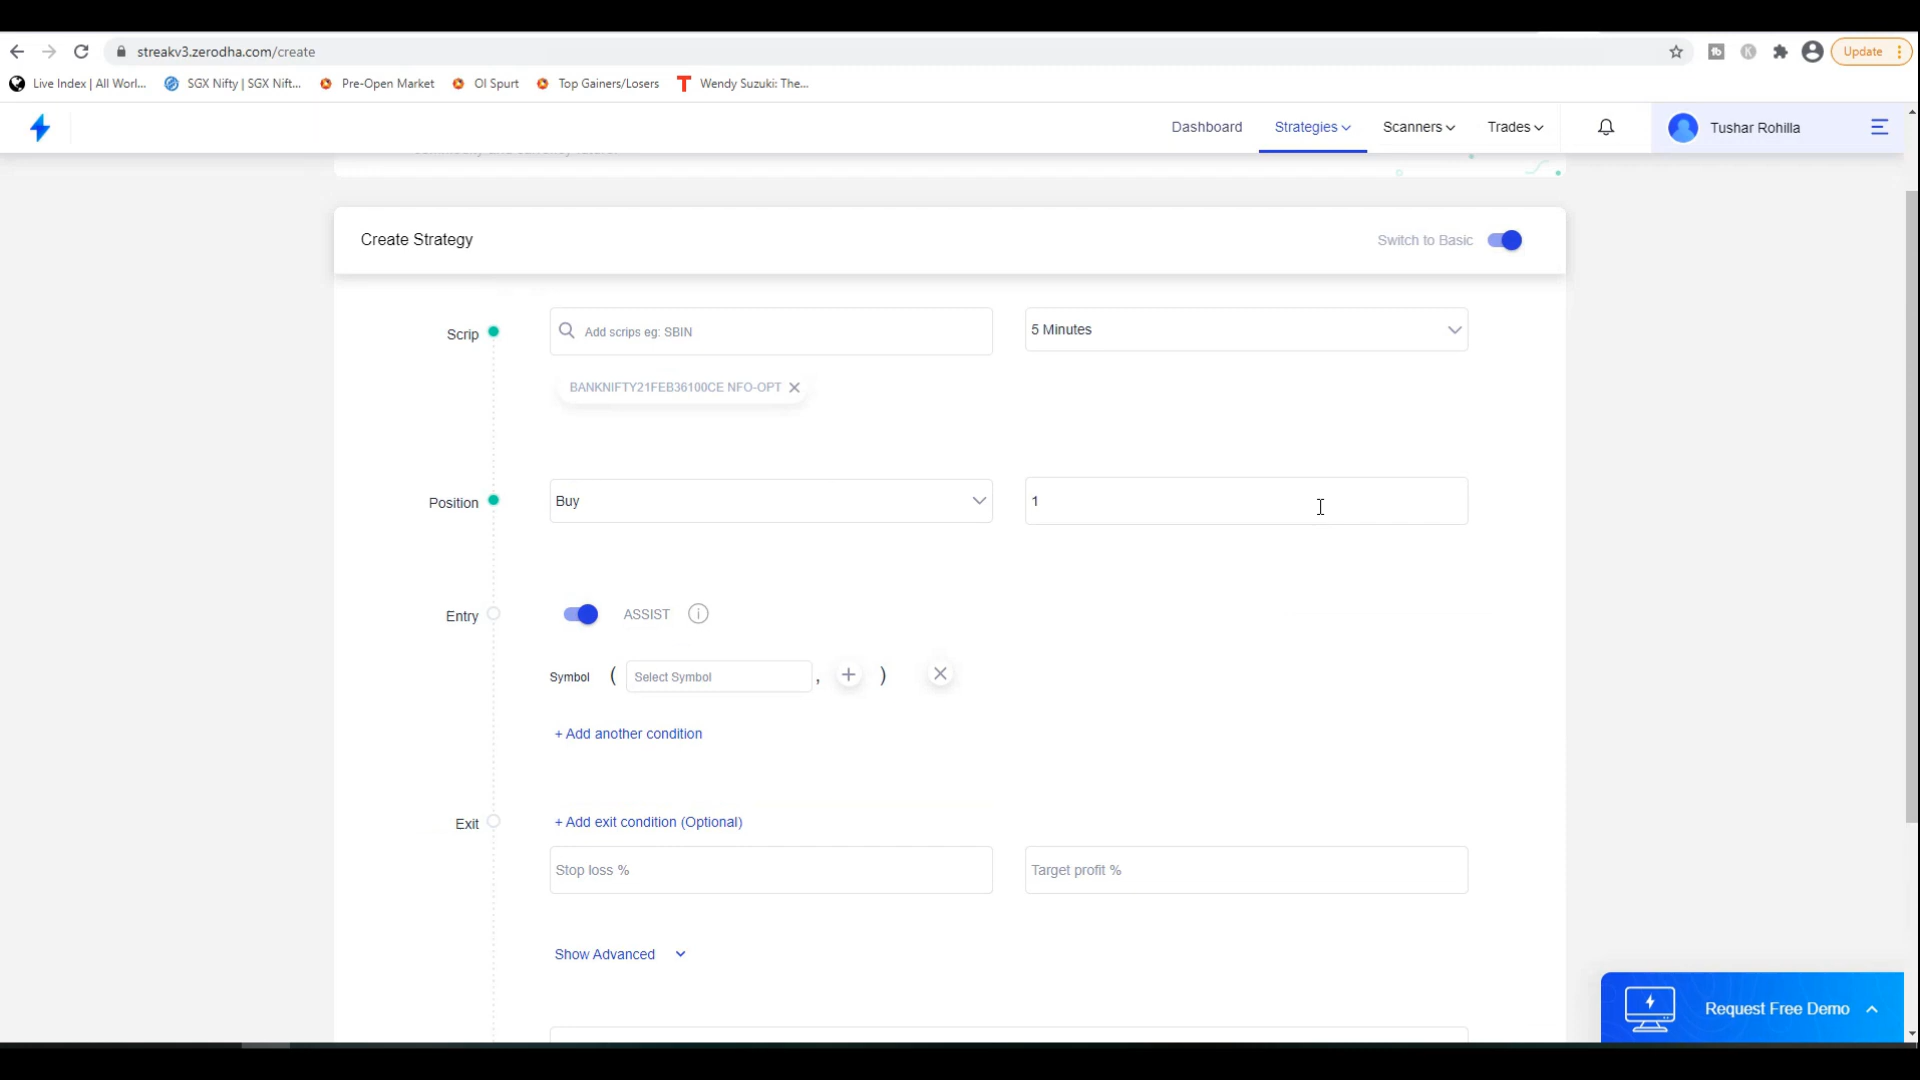 streakv3.zerodha.com/create
Update
Live Index | All Worl...
SGX Nifty | SGX Nift...
Pre-Open Market
OI Spurt
Top Gainers/Losers
Wendy Suzuki: The...
Dashboard
Strategies
Scanners
Trades
Tushar Rohilla
Create Strategy
Switch to Basic
Scrip
Add scrips eg: SBIN
5 Minutes
BANKNIFTY21FEB36100CE NFO-OPT
Position
Buy
1
Entry
ASSIST
Symbol ( Select Symbol , + )
+ Add another condition
Exit
+ Add exit condition (Optional)
Stop loss %
Target profit %
Show Advanced
Request Free Demo